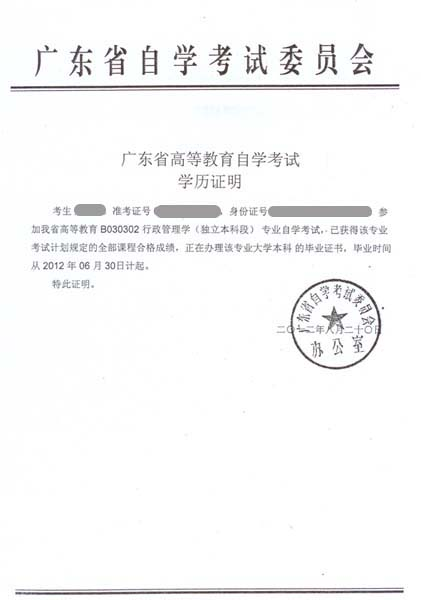 广东省自学考试委员会
广东省高等教育自学考试
学历证明
考生 准考证号 , 身份证号 参
加我省高等教育 B030302 行政管理学（独立本科段）专业自学考试，已获得该专业
考试计划规定的全部课程合格成绩，正在办理该专业大学本科 的毕业证书，毕业时间
从 2012 年 06 月 30日计起。
特此证明。
广东省自学考试委员会
二〇一二年八月二十〇日
办公室